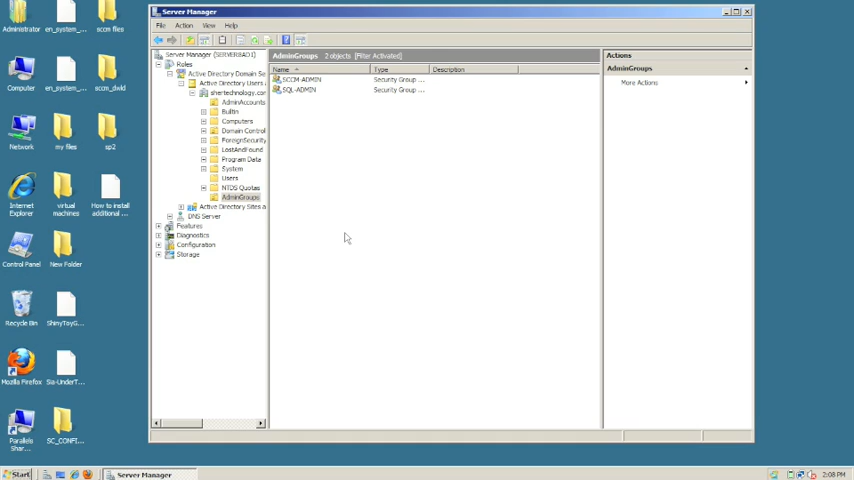 Administrator
en_system_...
sccm files
Computer
en_system_...
sccm_dwld
Network
my files
sp2
Internet
Explorer
virtual
machines
How to install
additional ...
Control Panel
New Folder
Recycle Bin
ShinyToyG...
Mozilla Firefox
Sia-UnderT...
Parallels
Shar...
SC_CONFI...
Server Manager
File Action View Help
Server Manager (SERVERBAD1)
Roles
Active Directory Domain Se
Active Directory Users a
shertechnology.com
AdminAccounts
Builtin
Computers
Domain Control
ForeignSecurity
LostAndFound
Program Data
System
Users
NTDS Quotas
AdminGroups
Active Directory Sites a
DNS Server
Features
Diagnostics
Configuration
Storage
AdminGroups 2 objects [Filter Activated]
Name Type Description
SCCM-ADMIN Security Group ...
SQL-ADMIN Security Group ...
Actions
AdminGroups
More Actions
Start
Server Manager
2:08 PM